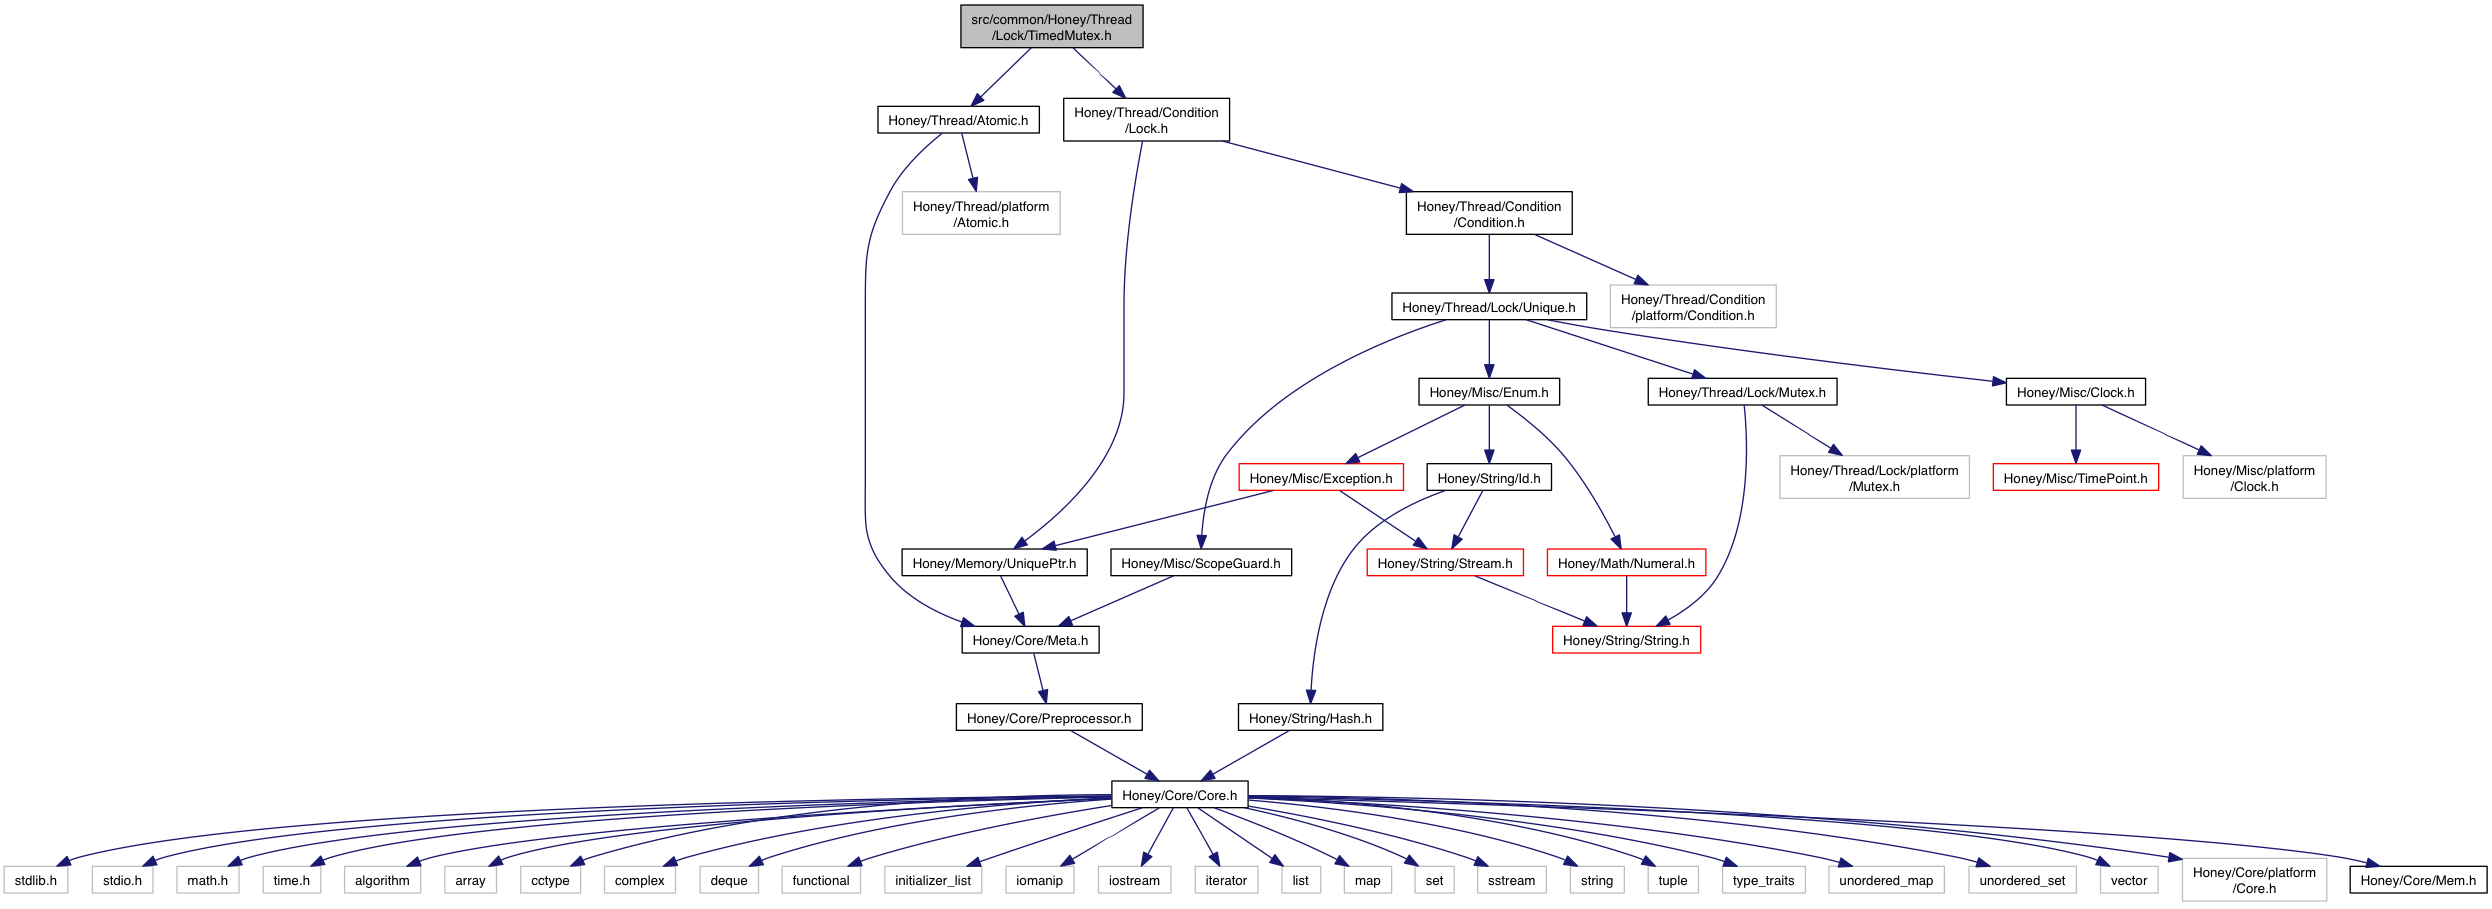 src/common/Honey/Thread
/Lock/TimedMutex.h
Honey/Thread/Atomic.h
Honey/Thread/Condition
/Lock.h
Honey/Thread/platform
/Atomic.h
Honey/Thread/Condition
/Condition.h
Honey/Thread/Lock/Unique.h
Honey/Thread/Condition
/platform/Condition.h
Honey/Misc/Enum.h
Honey/Thread/Lock/Mutex.h
Honey/Misc/Clock.h
Honey/Misc/Exception.h
Honey/String/Id.h
Honey/Thread/Lock/platform
/Mutex.h
Honey/Misc/TimePoint.h
Honey/Misc/platform
/Clock.h
Honey/Memory/UniquePtr.h
Honey/Misc/ScopeGuard.h
Honey/String/Stream.h
Honey/Math/Numeral.h
Honey/Core/Meta.h
Honey/String/String.h
Honey/Core/Preprocessor.h
Honey/String/Hash.h
Honey/Core/Core.h
stdlib.h
stdio.h
math.h
time.h
algorithm
array
cctype
complex
deque
functional
initializer_list
iomanip
iostream
iterator
list
map
set
sstream
string
tuple
type_traits
unordered_map
unordered_set
vector
Honey/Core/platform
/Core.h
Honey/Core/Mem.h